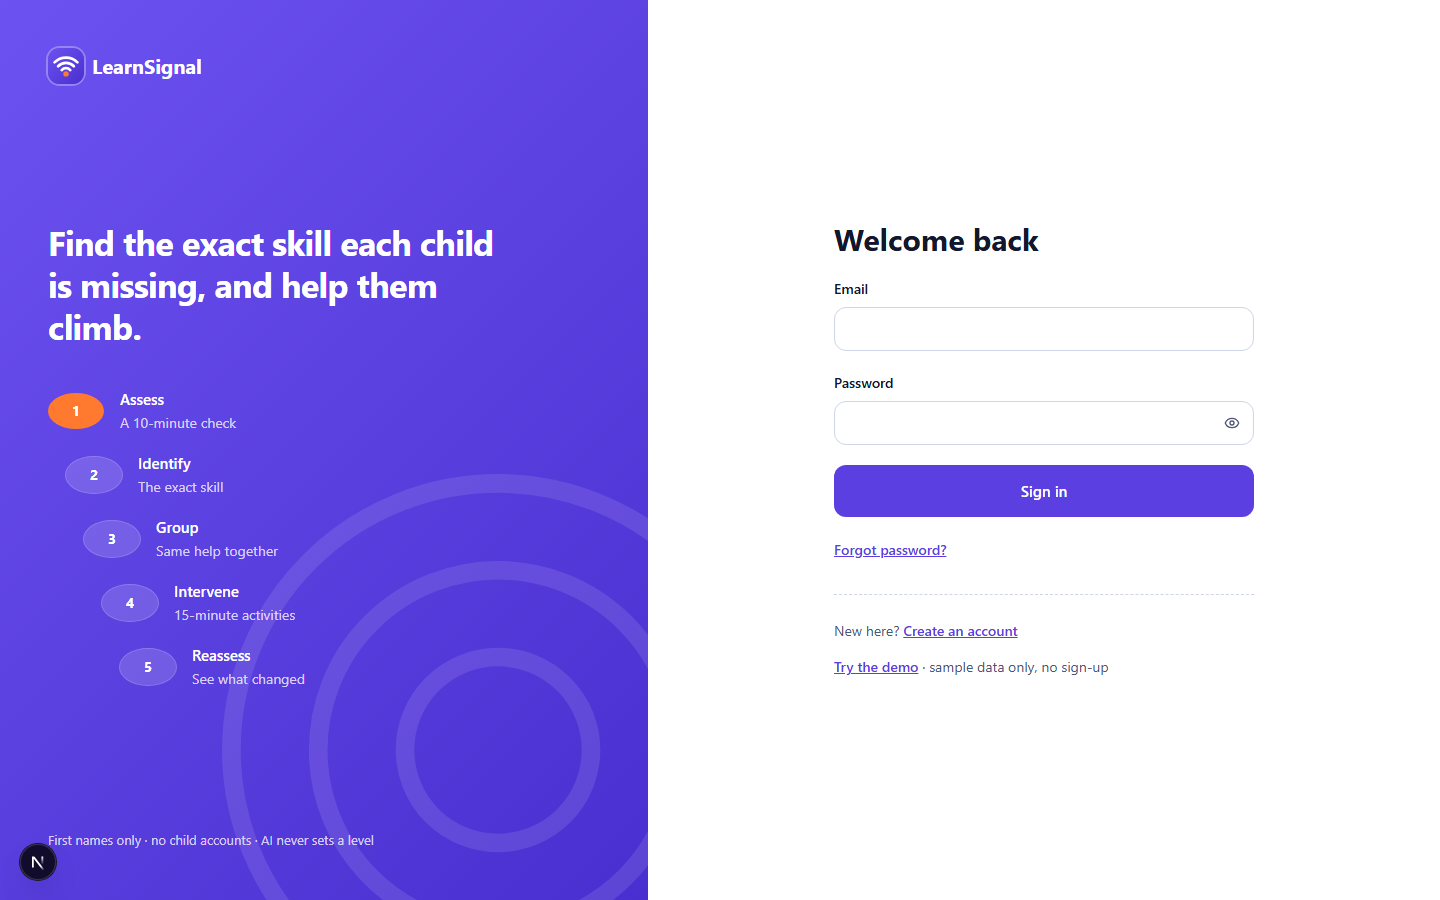 LearnSignal
Find the exact skill each child
is missing, and help them
climb.
1
Assess
A 10-minute check
2
Identify
The exact skill
3
Group
Same help together
4
Intervene
15-minute activities
5
Reassess
See what changed
First names only · no child accounts · AI never sets a level
N
Welcome back
Email
Password
Sign in
Forgot password?
New here? Create an account
Try the demo · sample data only, no sign-up